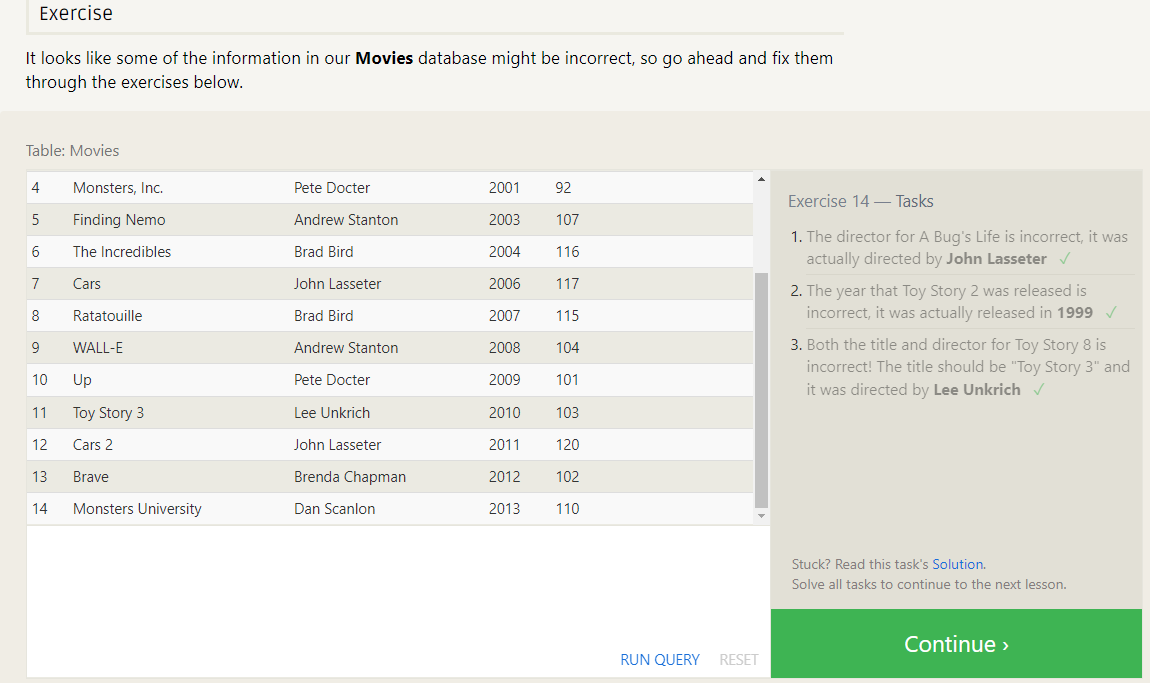 Exercise
It looks like some of the information in our Movies database might be incorrect, so go ahead and fix them
through the exercises below.
Table: Movies
4 Monsters, Inc. Pete Docter 2001 92
5 Finding Nemo Andrew Stanton 2003 107
6 The Incredibles Brad Bird 2004 116
7 Cars John Lasseter 2006 117
8 Ratatouille Brad Bird 2007 115
9 WALL-E Andrew Stanton 2008 104
10 Up Pete Docter 2009 101
11 Toy Story 3 Lee Unkrich 2010 103
12 Cars 2 John Lasseter 2011 120
13 Brave Brenda Chapman 2012 102
14 Monsters University Dan Scanlon 2013 110
RUN QUERY RESET
Exercise 14 — Tasks
1. The director for A Bug's Life is incorrect, it was
actually directed by John Lasseter ✓
2. The year that Toy Story 2 was released is
incorrect, it was actually released in 1999 ✓
3. Both the title and director for Toy Story 8 is
incorrect! The title should be "Toy Story 3" and
it was directed by Lee Unkrich ✓
Stuck? Read this task's Solution.
Solve all tasks to continue to the next lesson.
Continue ›